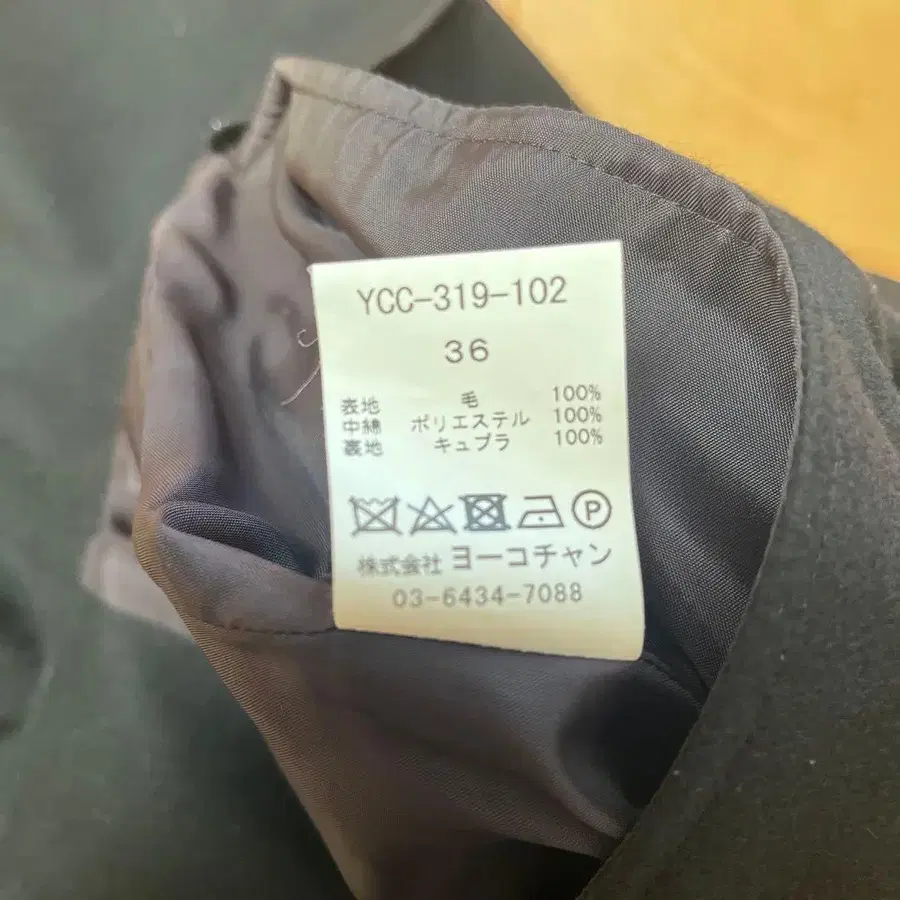 YCC-319-102
36
表地 毛 100%
中綿 ポリエステル 100%
裏地 キュプラ 100%
P
株式会社 ヨーコチャン
03-6434-7088